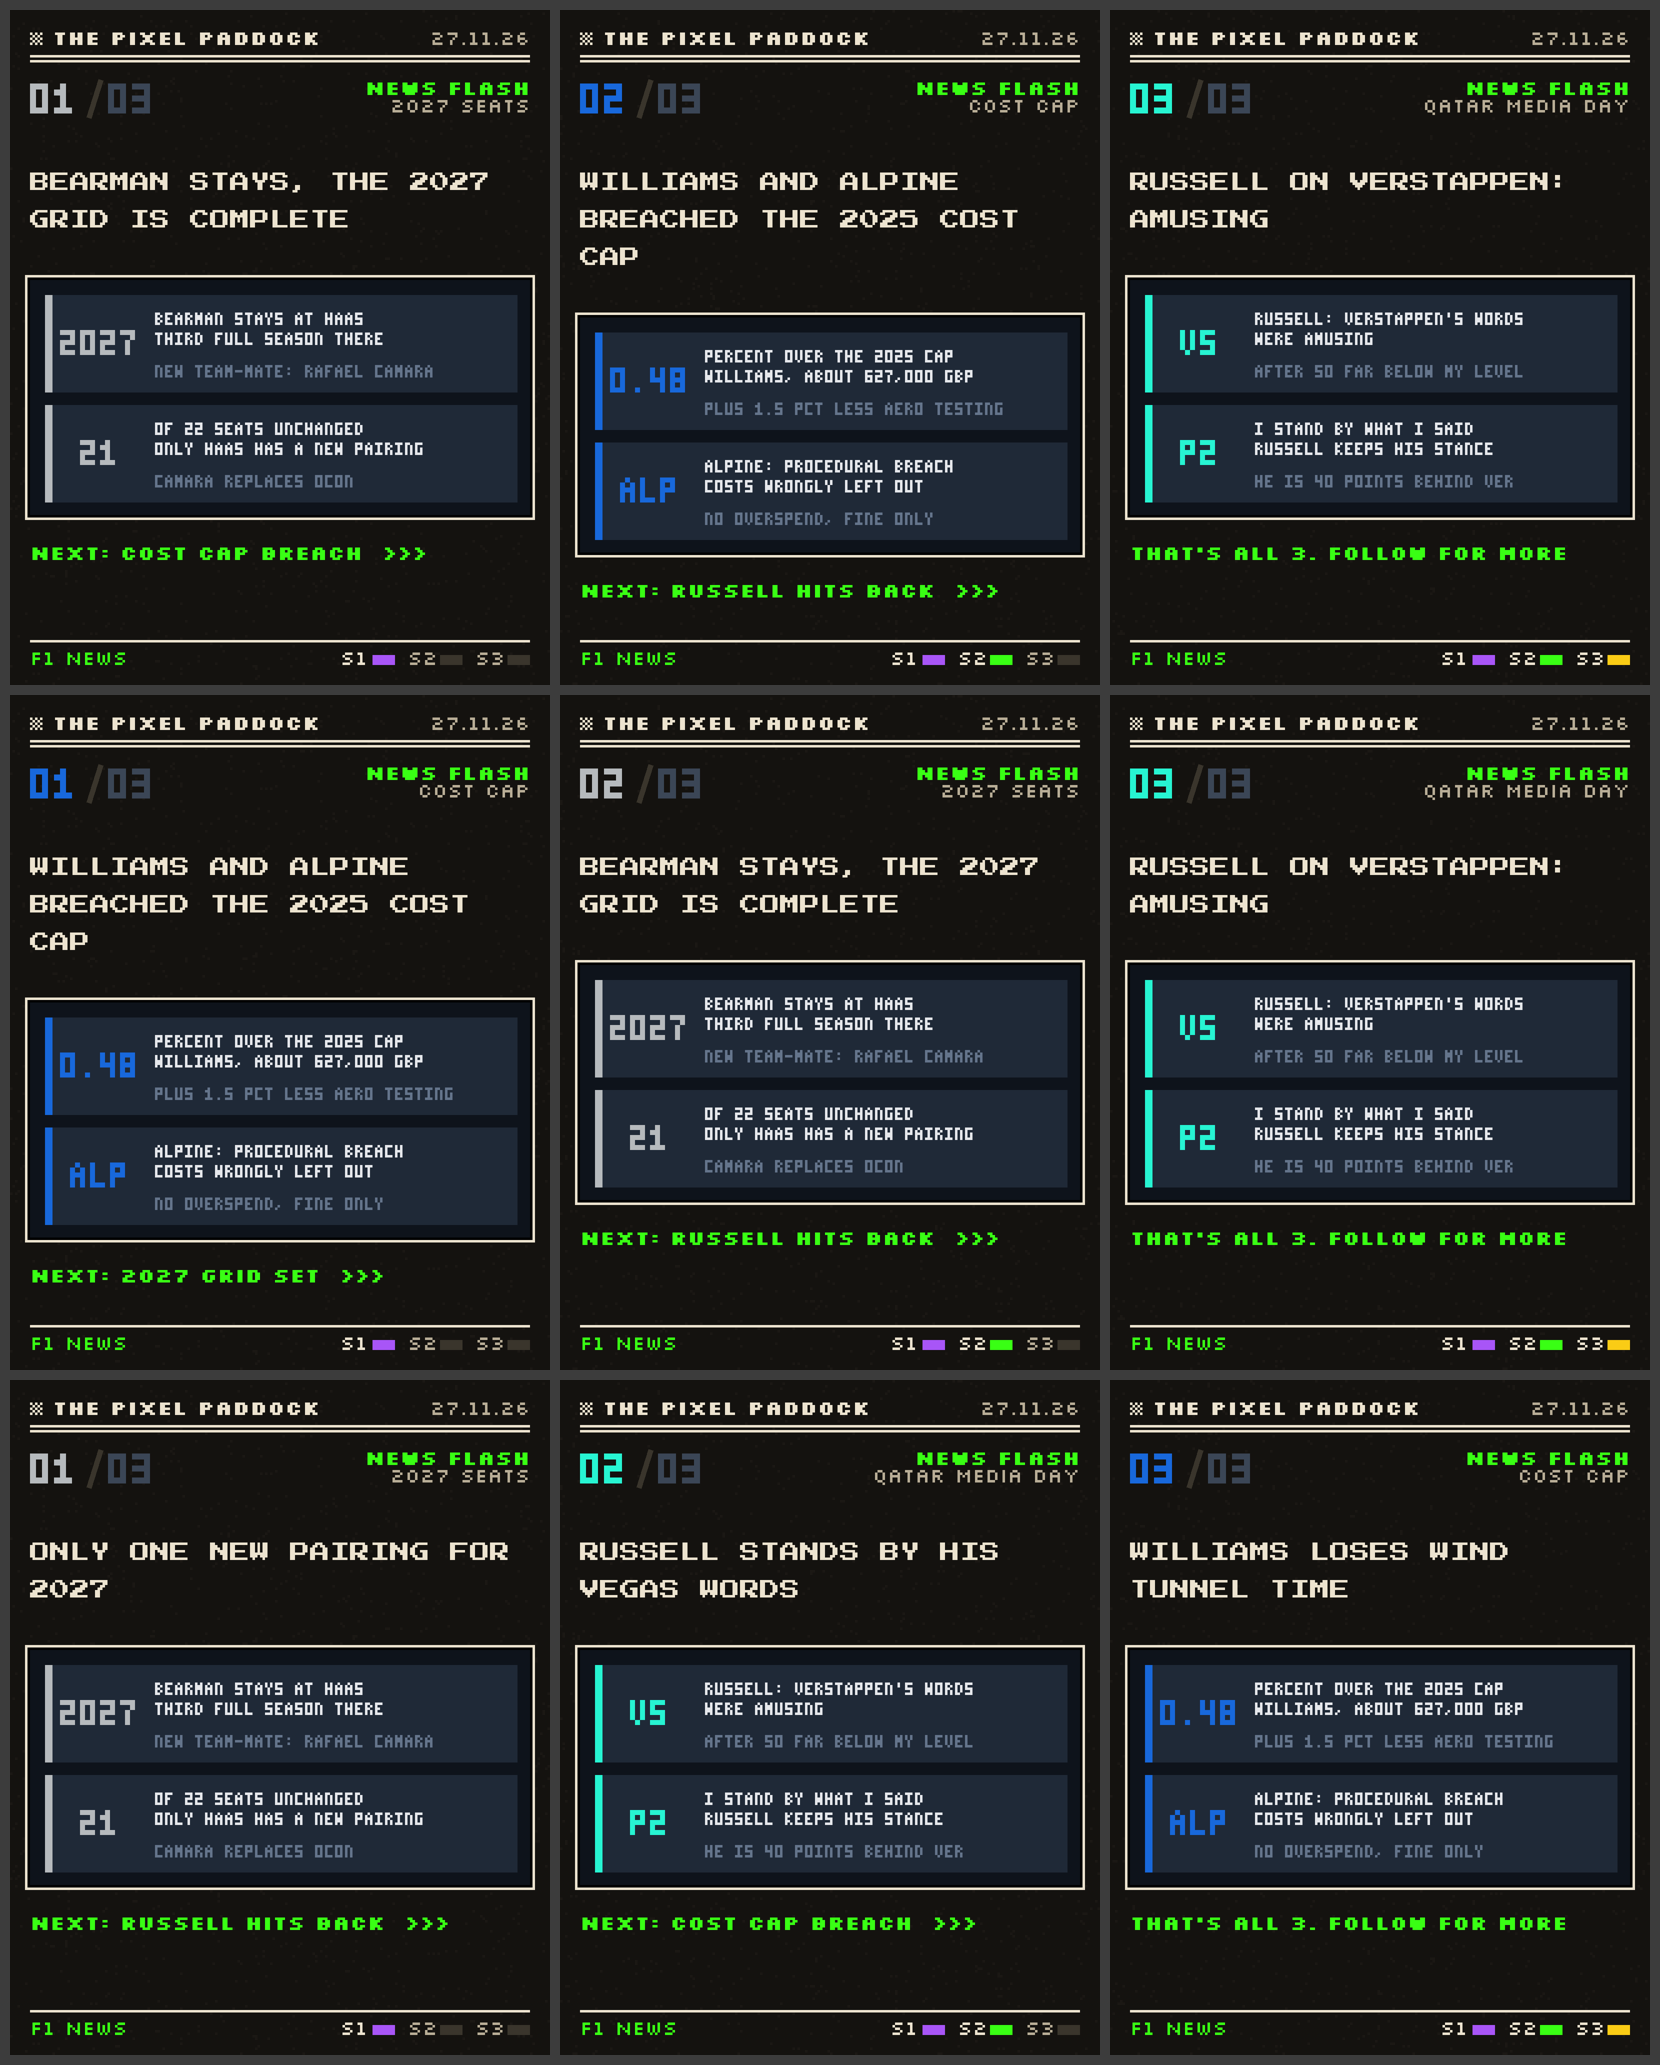 THE PIXEL PADDOCK 27.11.26
01 /03 NEWS FLASH
2027 SEATS
BEARMAN STAYS, THE 2027
GRID IS COMPLETE
2027
BEARMAN STAYS AT HAAS
THIRD FULL SEASON THERE
NEW TEAM-MATE: RAFAEL CAMARA
21
OF 22 SEATS UNCHANGED
ONLY HAAS HAS A NEW PAIRING
CAMARA REPLACES OCON
NEXT: COST CAP BREACH >>>
F1 NEWS S1 S2 S3
THE PIXEL PADDOCK 27.11.26
02 /03 NEWS FLASH
COST CAP
WILLIAMS AND ALPINE
BREACHED THE 2025 COST
CAP
0.48
PERCENT OVER THE 2025 CAP
WILLIAMS, ABOUT 627,000 GBP
PLUS 1.5 PCT LESS AERO TESTING
ALP
ALPINE: PROCEDURAL BREACH
COSTS WRONGLY LEFT OUT
NO OVERSPEND, FINE ONLY
NEXT: RUSSELL HITS BACK >>>
F1 NEWS S1 S2 S3
THE PIXEL PADDOCK 27.11.26
03 /03 NEWS FLASH
QATAR MEDIA DAY
RUSSELL ON VERSTAPPEN:
AMUSING
VS
RUSSELL: VERSTAPPEN'S WORDS
WERE AMUSING
AFTER SO FAR BELOW MY LEVEL
P2
I STAND BY WHAT I SAID
RUSSELL KEEPS HIS STANCE
HE IS 40 POINTS BEHIND VER
THAT'S ALL 3. FOLLOW FOR MORE
F1 NEWS S1 S2 S3
THE PIXEL PADDOCK 27.11.26
01 /03 NEWS FLASH
COST CAP
WILLIAMS AND ALPINE
BREACHED THE 2025 COST
CAP
0.48
PERCENT OVER THE 2025 CAP
WILLIAMS, ABOUT 627,000 GBP
PLUS 1.5 PCT LESS AERO TESTING
ALP
ALPINE: PROCEDURAL BREACH
COSTS WRONGLY LEFT OUT
NO OVERSPEND, FINE ONLY
NEXT: 2027 GRID SET >>>
F1 NEWS S1 S2 S3
THE PIXEL PADDOCK 27.11.26
02 /03 NEWS FLASH
2027 SEATS
BEARMAN STAYS, THE 2027
GRID IS COMPLETE
2027
BEARMAN STAYS AT HAAS
THIRD FULL SEASON THERE
NEW TEAM-MATE: RAFAEL CAMARA
21
OF 22 SEATS UNCHANGED
ONLY HAAS HAS A NEW PAIRING
CAMARA REPLACES OCON
NEXT: RUSSELL HITS BACK >>>
F1 NEWS S1 S2 S3
THE PIXEL PADDOCK 27.11.26
03 /03 NEWS FLASH
QATAR MEDIA DAY
RUSSELL ON VERSTAPPEN:
AMUSING
VS
RUSSELL: VERSTAPPEN'S WORDS
WERE AMUSING
AFTER SO FAR BELOW MY LEVEL
P2
I STAND BY WHAT I SAID
RUSSELL KEEPS HIS STANCE
HE IS 40 POINTS BEHIND VER
THAT'S ALL 3. FOLLOW FOR MORE
F1 NEWS S1 S2 S3
THE PIXEL PADDOCK 27.11.26
01 /03 NEWS FLASH
2027 SEATS
ONLY ONE NEW PAIRING FOR
2027
2027
BEARMAN STAYS AT HAAS
THIRD FULL SEASON THERE
NEW TEAM-MATE: RAFAEL CAMARA
21
OF 22 SEATS UNCHANGED
ONLY HAAS HAS A NEW PAIRING
CAMARA REPLACES OCON
NEXT: RUSSELL HITS BACK >>>
F1 NEWS S1 S2 S3
THE PIXEL PADDOCK 27.11.26
02 /03 NEWS FLASH
QATAR MEDIA DAY
RUSSELL STANDS BY HIS
VEGAS WORDS
VS
RUSSELL: VERSTAPPEN'S WORDS
WERE AMUSING
AFTER SO FAR BELOW MY LEVEL
P2
I STAND BY WHAT I SAID
RUSSELL KEEPS HIS STANCE
HE IS 40 POINTS BEHIND VER
NEXT: COST CAP BREACH >>>
F1 NEWS S1 S2 S3
THE PIXEL PADDOCK 27.11.26
03 /03 NEWS FLASH
COST CAP
WILLIAMS LOSES WIND
TUNNEL TIME
0.48
PERCENT OVER THE 2025 CAP
WILLIAMS, ABOUT 627,000 GBP
PLUS 1.5 PCT LESS AERO TESTING
ALP
ALPINE: PROCEDURAL BREACH
COSTS WRONGLY LEFT OUT
NO OVERSPEND, FINE ONLY
THAT'S ALL 3. FOLLOW FOR MORE
F1 NEWS S1 S2 S3